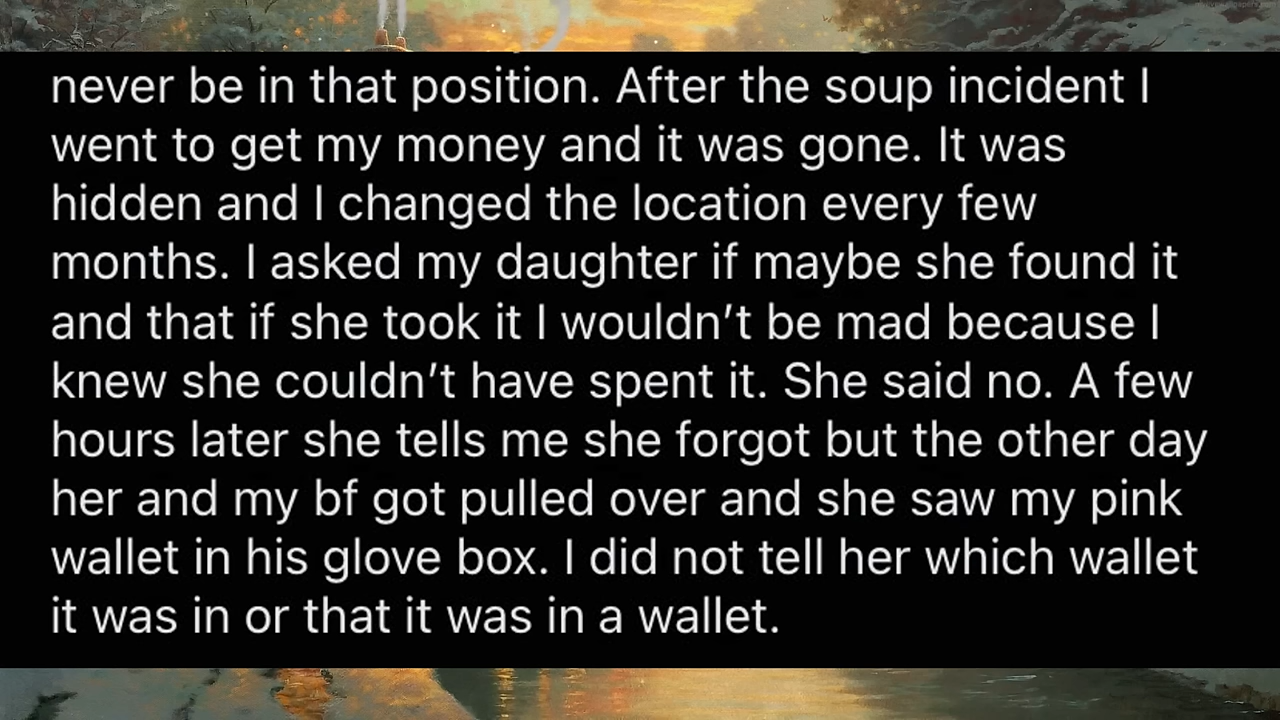 never be in that position. After the soup incident I
went to get my money and it was gone. It was
hidden and I changed the location every few
months. I asked my daughter if maybe she found it
and that if she took it I wouldn’t be mad because I
knew she couldn’t have spent it. She said no. A few
hours later she tells me she forgot but the other day
her and my bf got pulled over and she saw my pink
wallet in his glove box. I did not tell her which wallet
it was in or that it was in a wallet.